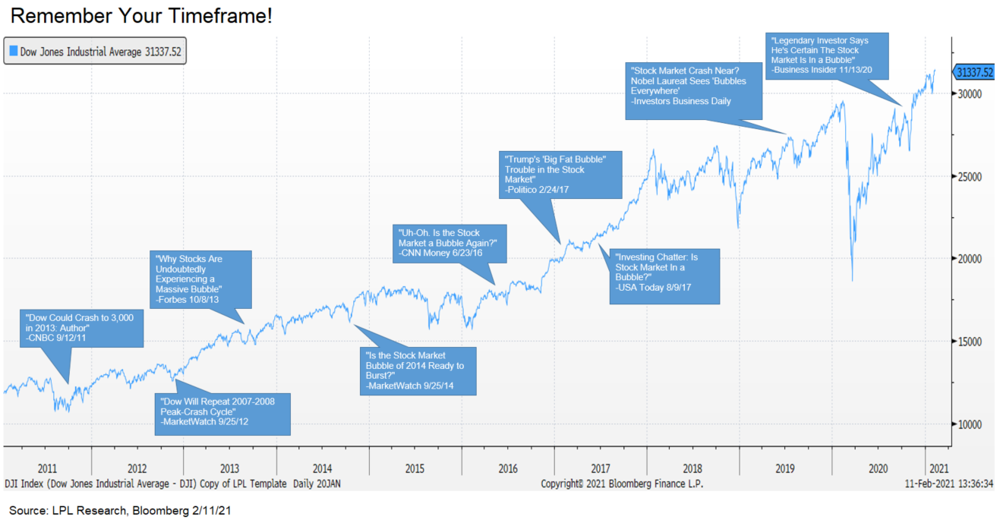 Remember Your Timeframe!
Dow Jones Industrial Average 31337.52
"Legendary Investor Says
He's Certain The Stock
Market Is In a Bubble"
-Business Insider 11/13/20
"Stock Market Crash Near?
Nobel Laureat Sees 'Bubbles
Everywhere'
-Investors Business Daily
31337.52
30000
"Trump's 'Big Fat Bubble"
Trouble in the Stock
Market"
-Politico 2/24/17
25000
"Uh-Oh. Is the Stock
Market a Bubble Again?"
-CNN Money 6/23/16
"Why Stocks Are
Undoubtedly
Experiencing a
Massive Bubble"
-Forbes 10/8/13
"Investing Chatter: Is
Stock Market In a
Bubble?"
-USA Today 8/9/17
20000
"Dow Could Crash to 3,000
in 2013: Author"
-CNBC 9/12/11
15000
"Is the Stock Market
Bubble of 2014 Ready to
Burst?"
-MarketWatch 9/25/14
"Dow Will Repeat 2007-2008
Peak-Crash Cycle"
-MarketWatch 9/25/12
10000
2011 2012 2013 2014 2015 2016 2017 2018 2019 2020 2021
DJI Index (Dow Jones Industrial Average - DJI) Copy of LPL Template Daily 20JAN Copyright© 2021 Bloomberg Finance L.P. 11-Feb-2021 13:36:34
Source: LPL Research, Bloomberg 2/11/21